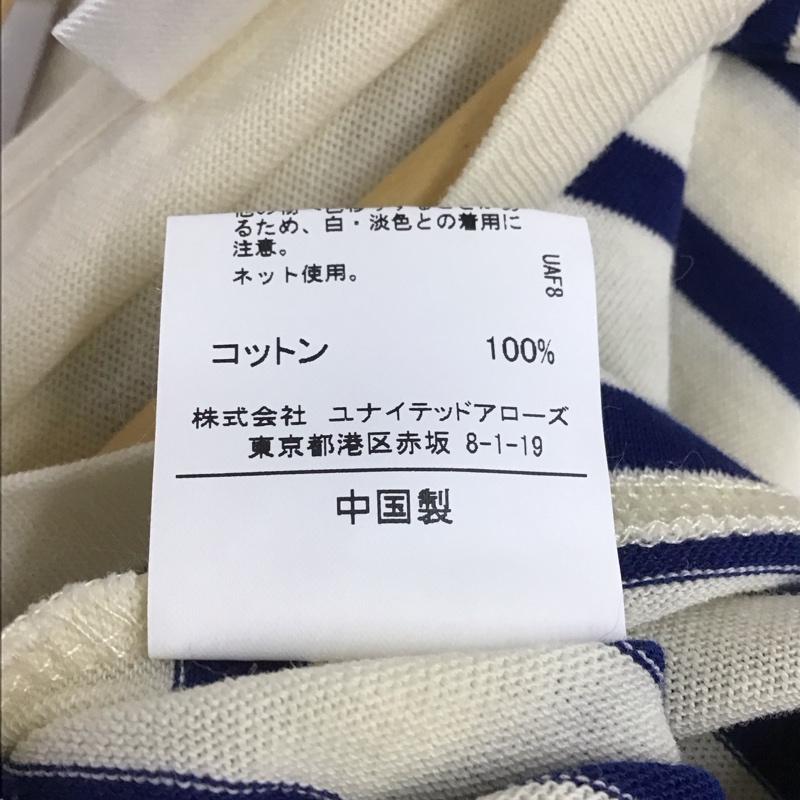 るため、白・淡色との着用に
注意。
ネット使用。
UAF8
コットン 100%
株式会社 ユナイテッドアローズ
東京都港区赤坂 8-1-19
中国製